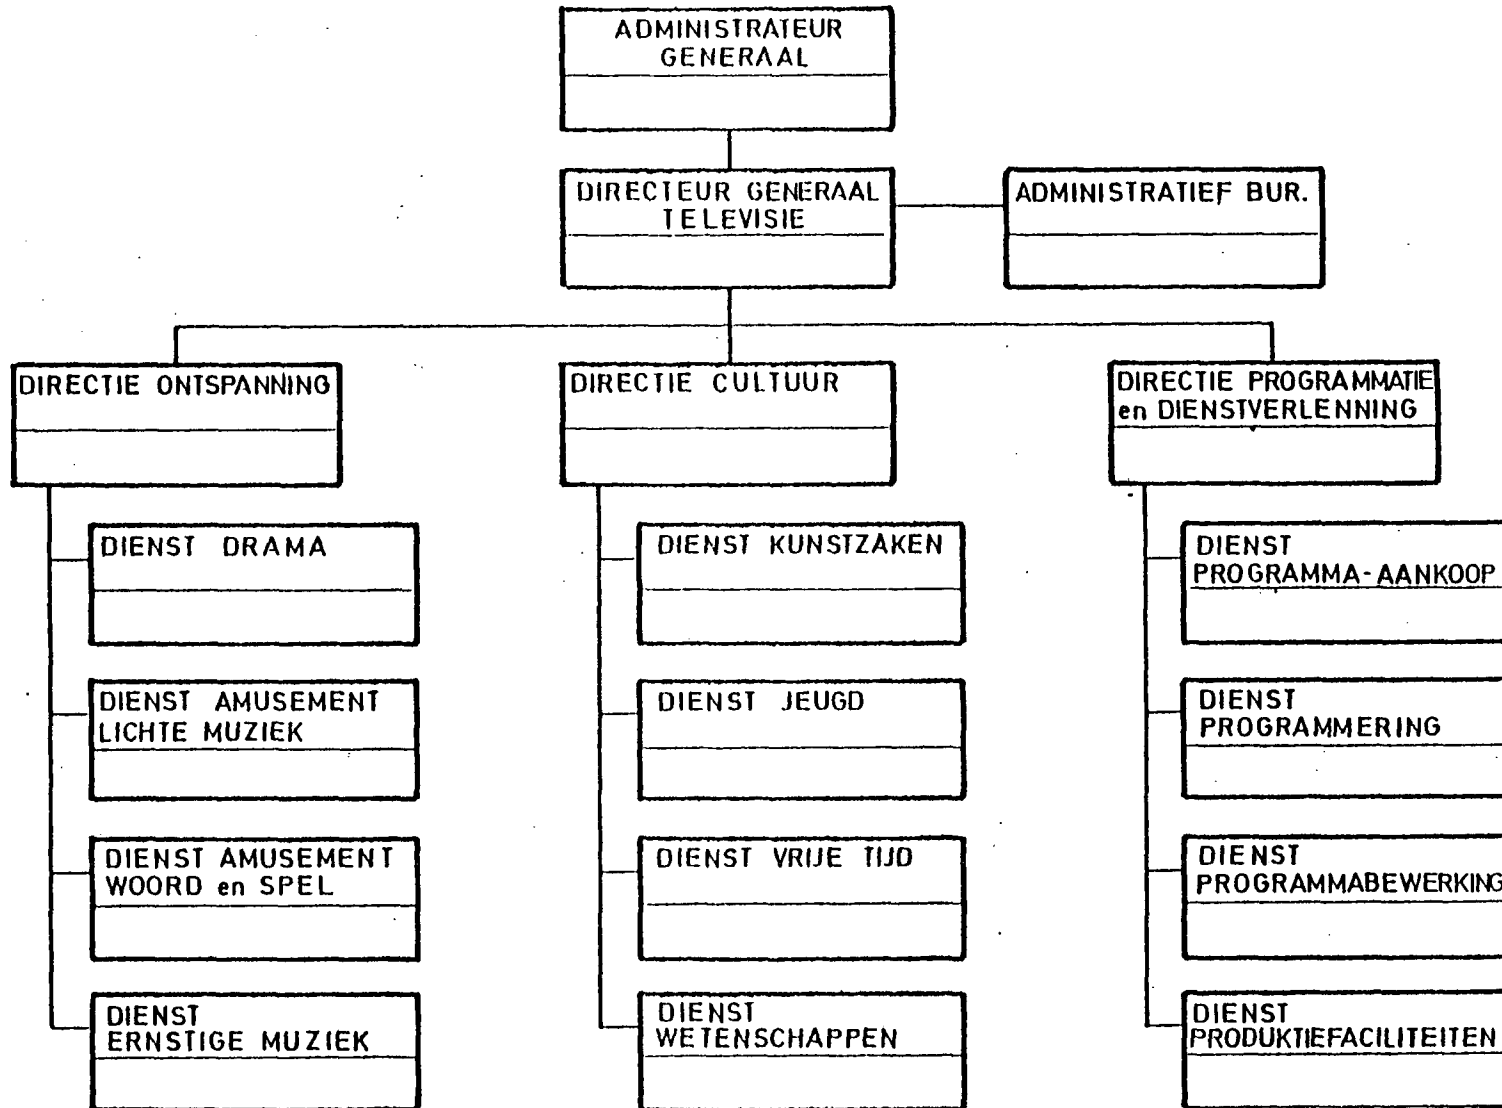 ADMINISTRATEUR
GENERAAL
DIRECTEUR GENERAAL
TELEVISIE
ADMINISTRATIEF BUR.
DIRECTIE ONTSPANNING
DIRECTIE CULTUUR
DIRECTIE PROGRAMMATIE
en DIENSTVERLENNING
DIENST DRAMA
DIENST AMUSEMENT
LICHTE MUZIEK
DIENST AMUSEMENT
WOORD en SPEL
DIENST
ERNSTIGE MUZIEK
DIENST KUNSTZAKEN
DIENST JEUGD
DIENST VRIJE TIJD
DIENST
WETENSCHAPPEN
DIENST
PROGRAMMA-AANKOOP
DIENST
PROGRAMMERING
DIENST
PROGRAMMABEWERKING
DIENST
PRODUKTIEFACILITEITEN